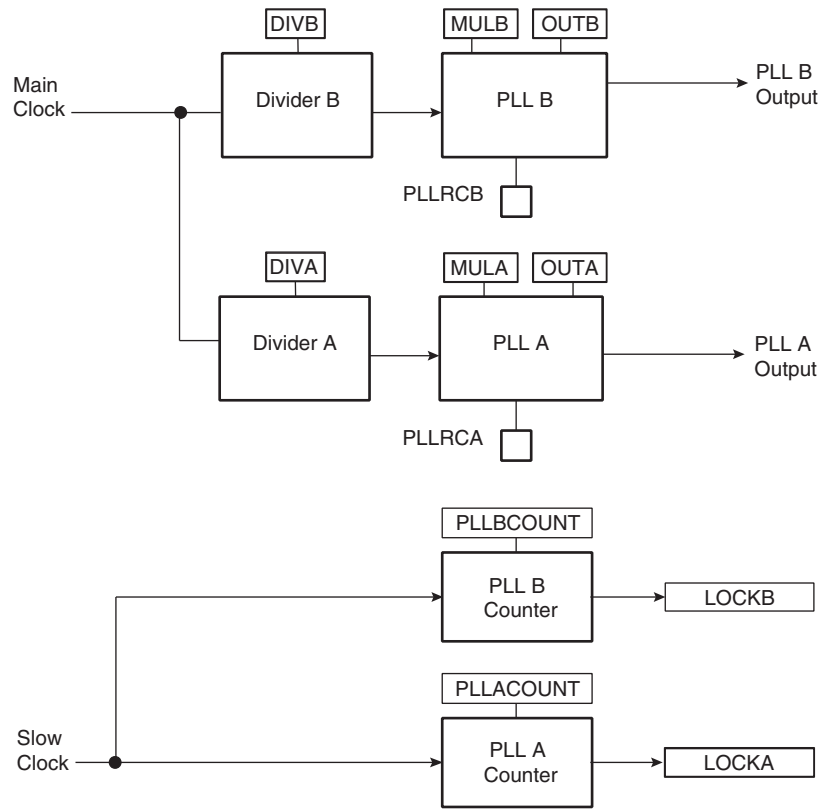 DIVB
MULB
OUTB
Main
Clock
Divider B
PLL B
PLL B
Output
PLLRCB
DIVA
MULA
OUTA
Divider A
PLL A
PLL A
Output
PLLRCA
PLLBCOUNT
PLL B
Counter
LOCKB
PLLACOUNT
Slow
Clock
PLL A
Counter
LOCKA